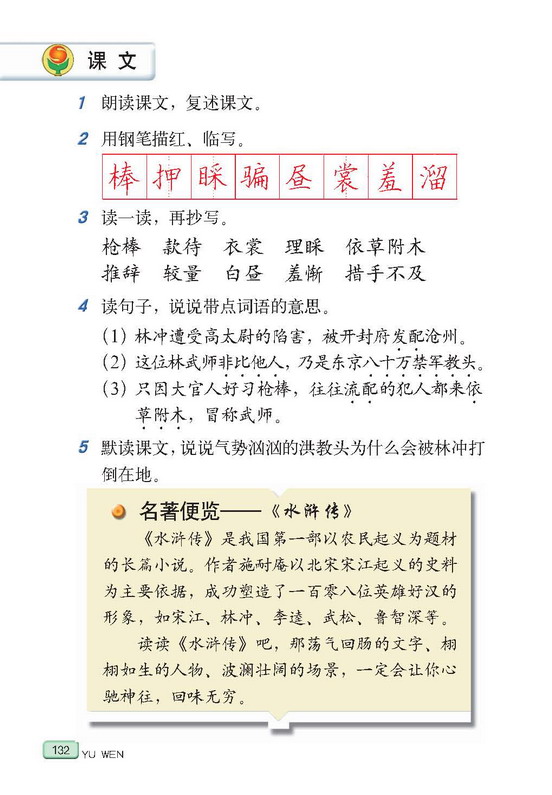 课文
1 朗读课文，复述课文。
2 用钢笔描红、临写。
棒 押 睬 骗 昼 裳 羞 溜
3 读一读，再抄写。
枪棒 款待 衣裳 理睬 依草附木
推辞 较量 白昼 羞惭 措手不及
4 读句子，说说带点词语的意思。
（1）林冲遭受高太尉的陷害，被开封府发配沧州。
（2）这位林武师非比他人，乃是东京八十万禁军教头。
（3）只因大官人好习枪棒，往往流配的犯人都来依
草附木，冒称武师。
5 默读课文，说说气势汹汹的洪教头为什么会被林冲打
倒在地。
名著便览——《水浒传》
《水浒传》是我国第一部以农民起义为题材
的长篇小说。作者施耐庵以北宋宋江起义的史料
为主要依据，成功塑造了一百零八位英雄好汉的
形象，如宋江、林冲、李逵、武松、鲁智深等。
读读《水浒传》吧，那荡气回肠的文字、栩
栩如生的人物、波澜壮阔的场景，一定会让你心
驰神往，回味无穷。
132 YU WEN